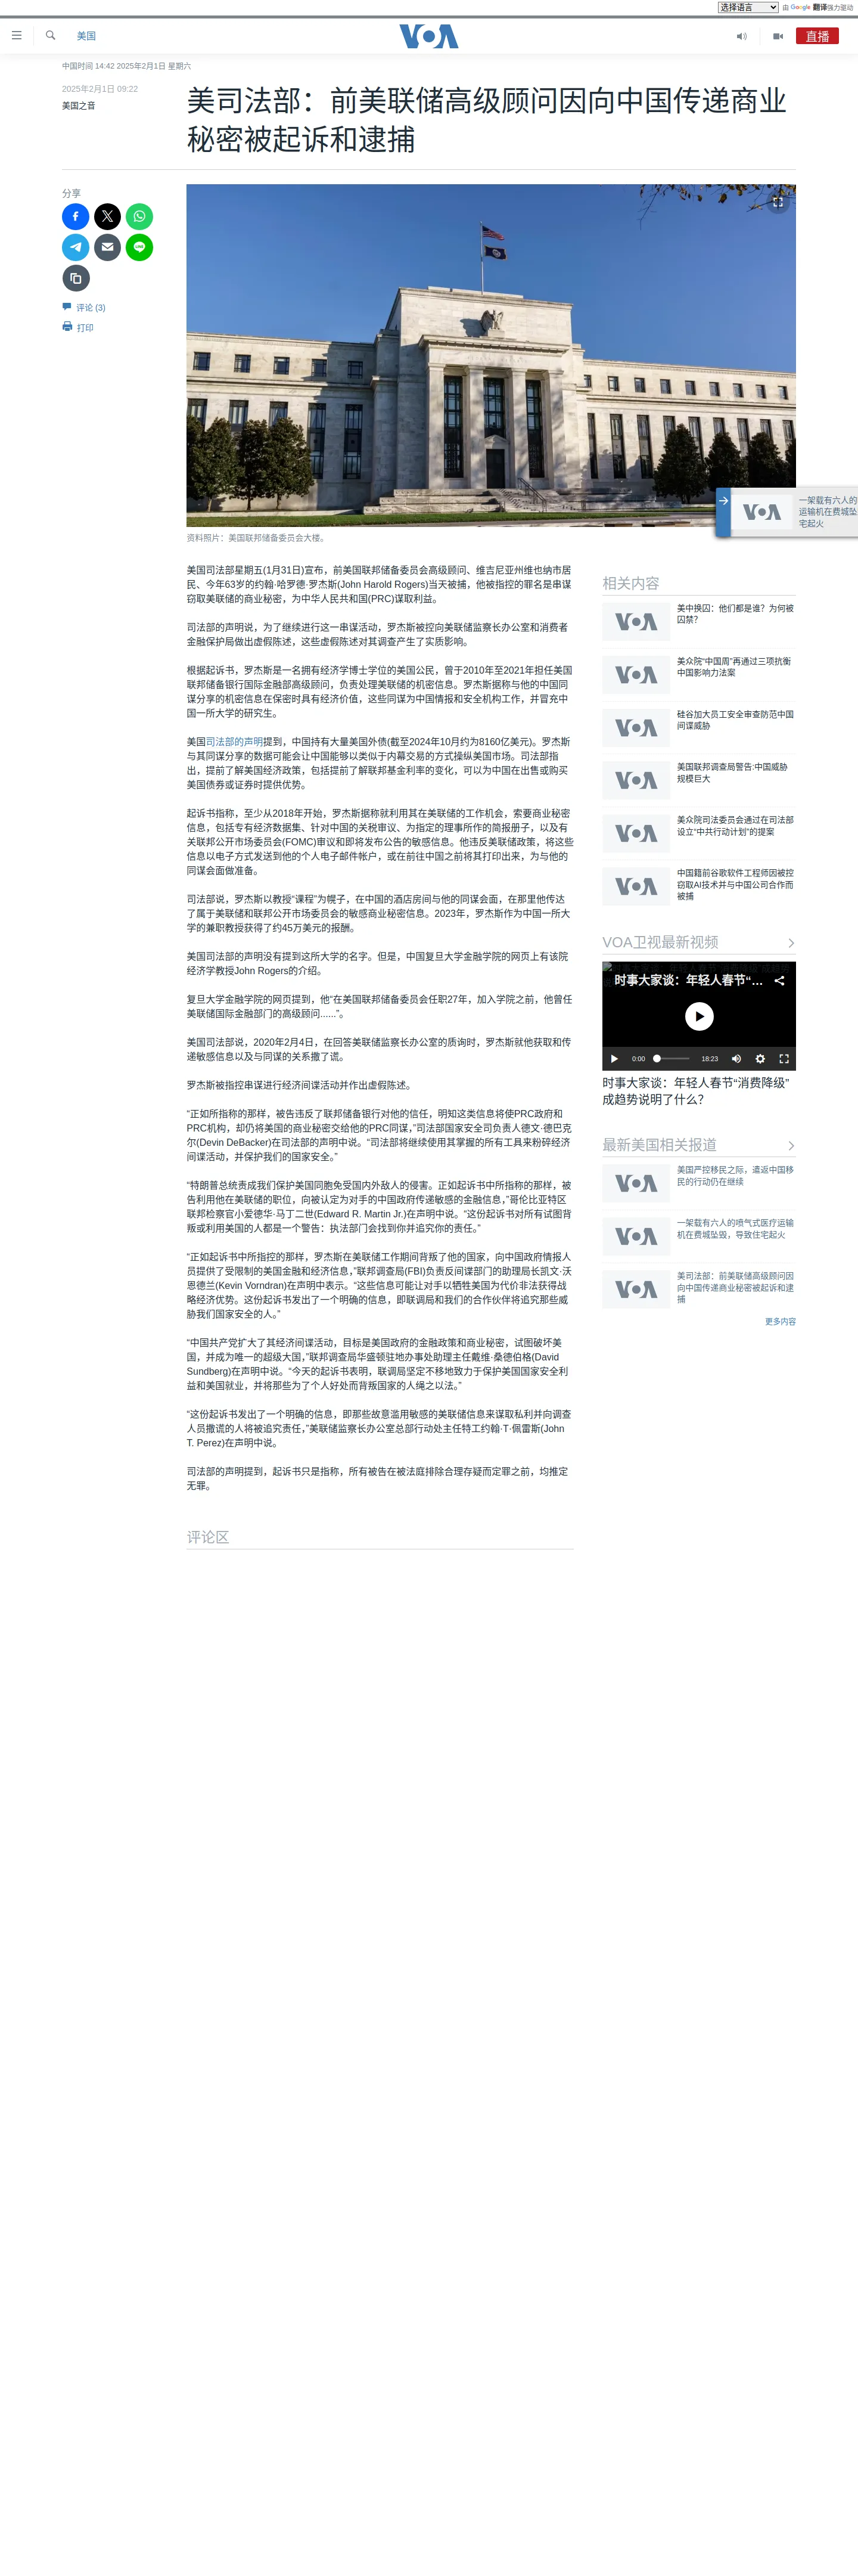 选择语言 由 Google 翻译强力驱动
美国
VOA
直播
中国时间 14:42 2025年2月1日 星期六
2025年2月1日 09:22
美国之音
美司法部：前美联储高级顾问因向中国传递商业
秘密被起诉和逮捕
分享
评论 (3)
打印
资料照片：美国联邦储备委员会大楼。
一架载有六人的
运输机在费城坠
宅起火
美国司法部星期五(1月31日)宣布，前美国联邦储备委员会高级顾问、维吉尼亚州维也纳市居
民、今年63岁的约翰·哈罗德·罗杰斯(John Harold Rogers)当天被捕，他被指控的罪名是串谋
窃取美联储的商业秘密，为中华人民共和国(PRC)谋取利益。
司法部的声明说，为了继续进行这一串谋活动，罗杰斯被控向美联储监察长办公室和消费者
金融保护局做出虚假陈述，这些虚假陈述对其调查产生了实质影响。
根据起诉书，罗杰斯是一名拥有经济学博士学位的美国公民，曾于2010年至2021年担任美国
联邦储备银行国际金融部高级顾问，负责处理美联储的机密信息。罗杰斯据称与他的中国同
谋分享的机密信息在保密时具有经济价值，这些同谋为中国情报和安全机构工作，并冒充中
国一所大学的研究生。
美国司法部的声明提到，中国持有大量美国外债(截至2024年10月约为8160亿美元)。罗杰斯
与其同谋分享的数据可能会让中国能够以类似于内幕交易的方式操纵美国市场。司法部指
出，提前了解美国经济政策，包括提前了解联邦基金利率的变化，可以为中国在出售或购买
美国债券或证券时提供优势。
起诉书指称，至少从2018年开始，罗杰斯据称就利用其在美联储的工作机会，索要商业秘密
信息，包括专有经济数据集、针对中国的关税审议、为指定的理事所作的简报册子，以及有
关联邦公开市场委员会(FOMC)审议和即将发布公告的敏感信息。他违反美联储政策，将这些
信息以电子方式发送到他的个人电子邮件帐户，或在前往中国之前将其打印出来，为与他的
同谋会面做准备。
司法部说，罗杰斯以教授“课程”为幌子，在中国的酒店房间与他的同谋会面，在那里他传达
了属于美联储和联邦公开市场委员会的敏感商业秘密信息。2023年，罗杰斯作为中国一所大
学的兼职教授获得了约45万美元的报酬。
美国司法部的声明没有提到这所大学的名字。但是，中国复旦大学金融学院的网页上有该院
经济学教授John Rogers的介绍。
复旦大学金融学院的网页提到，他“在美国联邦储备委员会任职27年，加入学院之前，他曾任
美联储国际金融部门的高级顾问......”。
美国司法部说，2020年2月4日，在回答美联储监察长办公室的质询时，罗杰斯就他获取和传
递敏感信息以及与同谋的关系撒了谎。
罗杰斯被指控串谋进行经济间谍活动并作出虚假陈述。
“正如所指称的那样，被告违反了联邦储备银行对他的信任，明知这类信息将使PRC政府和
PRC机构，却仍将美国的商业秘密交给他的PRC同谋，”司法部国家安全司负责人德文·德巴克
尔(Devin DeBacker)在司法部的声明中说。“司法部将继续使用其掌握的所有工具来粉碎经济
间谍活动，并保护我们的国家安全。”
“特朗普总统责成我们保护美国同胞免受国内外敌人的侵害。正如起诉书中所指称的那样，被
告利用他在美联储的职位，向被认定为对手的中国政府传递敏感的金融信息，”哥伦比亚特区
联邦检察官小爱德华·马丁二世(Edward R. Martin Jr.)在声明中说。“这份起诉书对所有试图背
叛或利用美国的人都是一个警告：执法部门会找到你并追究你的责任。”
“正如起诉书中所指控的那样，罗杰斯在美联储工作期间背叛了他的国家，向中国政府情报人
员提供了受限制的美国金融和经济信息，”联邦调查局(FBI)负责反间谍部门的助理局长凯文·沃
恩德兰(Kevin Vorndran)在声明中表示。“这些信息可能让对手以牺牲美国为代价非法获得战
略经济优势。这份起诉书发出了一个明确的信息，即联调局和我们的合作伙伴将追究那些威
胁我们国家安全的人。”
“中国共产党扩大了其经济间谍活动，目标是美国政府的金融政策和商业秘密，试图破坏美
国，并成为唯一的超级大国，”联邦调查局华盛顿驻地办事处助理主任戴维·桑德伯格(David
Sundberg)在声明中说。“今天的起诉书表明，联调局坚定不移地致力于保护美国国家安全利
益和美国就业，并将那些为了个人好处而背叛国家的人绳之以法。”
“这份起诉书发出了一个明确的信息，即那些故意滥用敏感的美联储信息来谋取私利并向调查
人员撒谎的人将被追究责任，”美联储监察长办公室总部行动处主任特工约翰·T·佩雷斯(John
T. Perez)在声明中说。
司法部的声明提到，起诉书只是指称，所有被告在被法庭排除合理存疑而定罪之前，均推定
无罪。
评论区
相关内容
美中换囚：他们都是谁？为何被
囚禁？
美众院“中国周”再通过三项抗衡
中国影响力法案
硅谷加大员工安全审查防范中国
间谍威胁
美国联邦调查局警告:中国威胁
规模巨大
美众院司法委员会通过在司法部
设立“中共行动计划”的提案
中国籍前谷歌软件工程师因被控
窃取AI技术并与中国公司合作而
被捕
VOA卫视最新视频
时事大家谈：年轻人春节“...
0:00 18:23
时事大家谈：年轻人春节“消费降级”
成趋势说明了什么？
最新美国相关报道
美国严控移民之际，遣返中国移
民的行动仍在继续
一架载有六人的喷气式医疗运输
机在费城坠毁，导致住宅起火
美司法部：前美联储高级顾问因
向中国传递商业秘密被起诉和逮
捕
更多内容